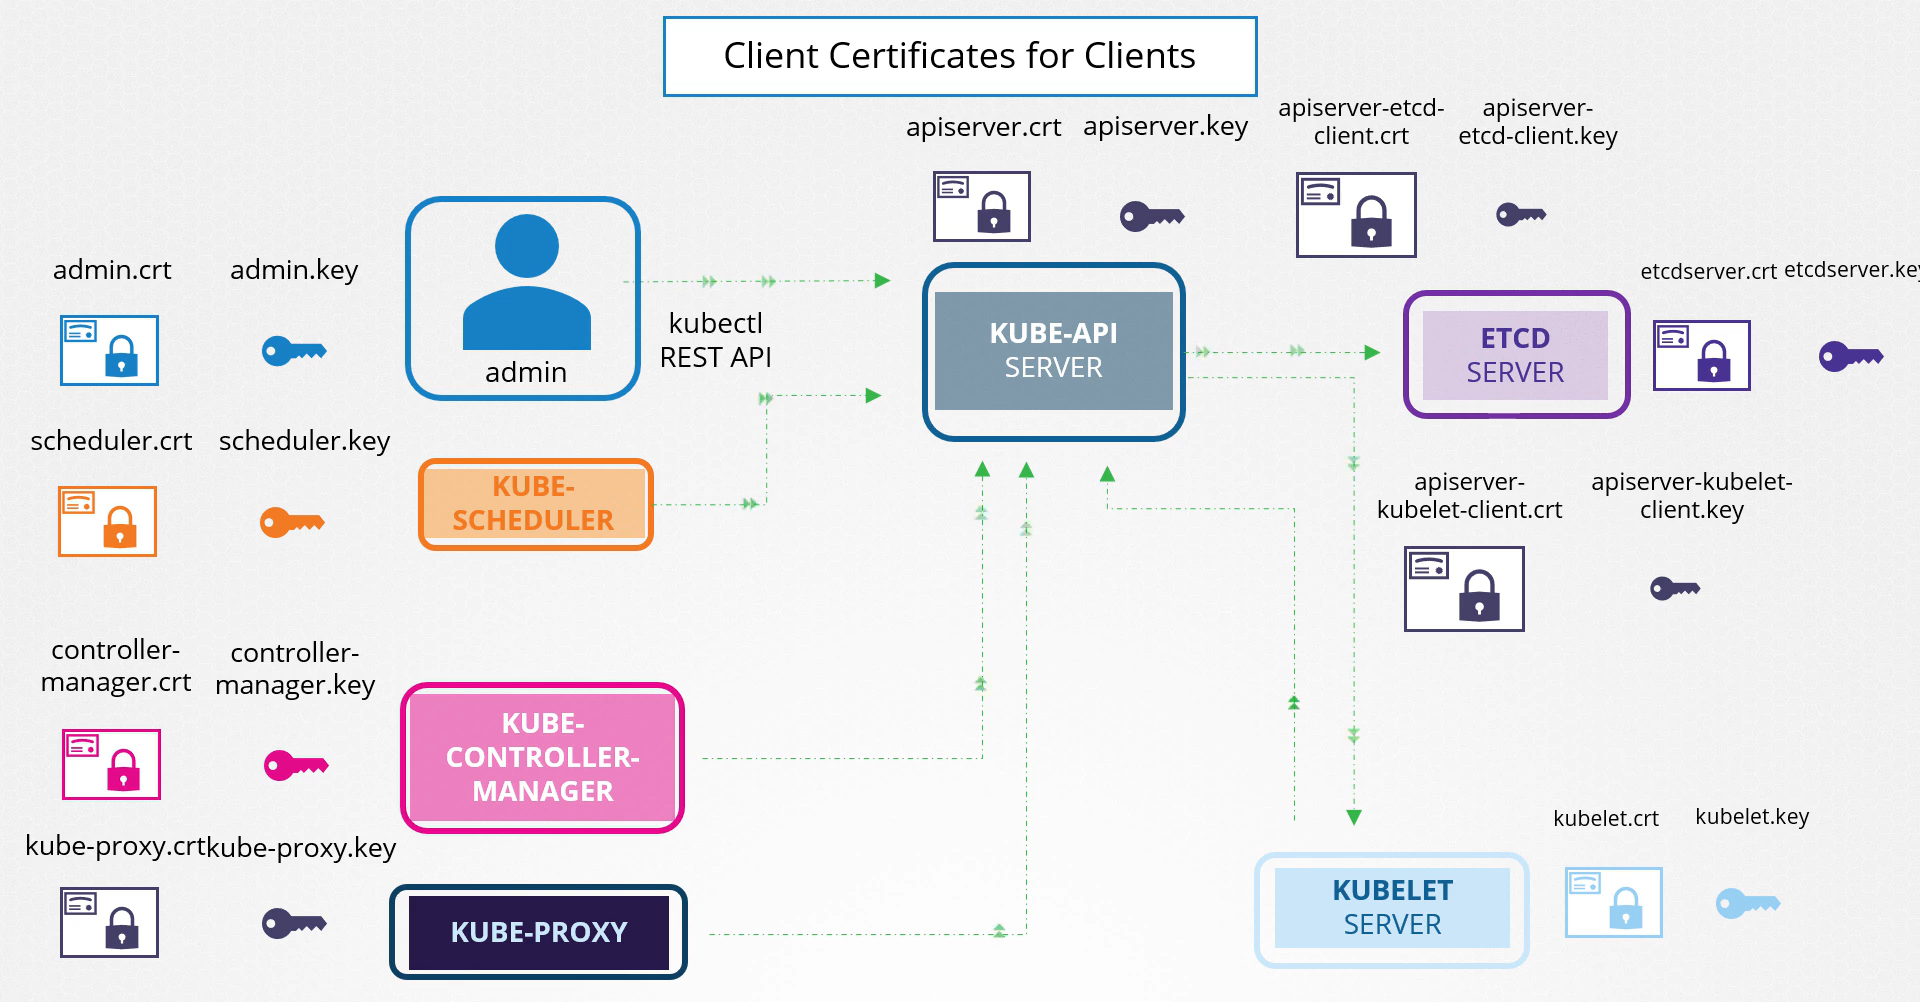 Client Certificates for Clients
apiserver.crt
apiserver.key
apiserver-etcd-
client.crt
apiserver-
etcd-client.key
admin.crt
admin.key
admin
kubectl
REST API
KUBE-API
SERVER
ETCD
SERVER
etcdserver.crt
etcdserver.key
scheduler.crt
scheduler.key
KUBE-
SCHEDULER
apiserver-
kubelet-client.crt
apiserver-kubelet-
client.key
controller-
manager.crt
controller-
manager.key
KUBE-
CONTROLLER-
MANAGER
kube-proxy.crt
kube-proxy.key
KUBE-PROXY
kubelet.crt
kubelet.key
KUBELET
SERVER